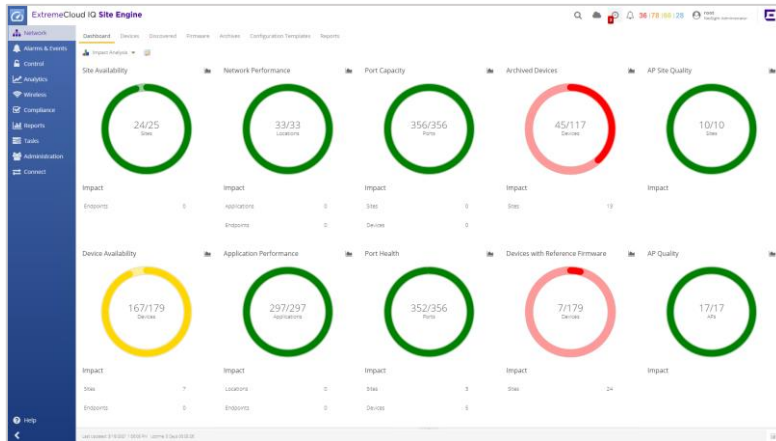 ExtremeCloud IQ Site Engine
36 78 28
root
Network
Dashboard Devices Discovered Firmware Archives Configuration Templates Reports
Alarms & Events
Impact Analysis
Control
Analytics
Wireless
Compliance
Reports
Tasks
Administration
Connect
Site Availability Network Performance Port Capacity Archived Devices AP Site Quality
24/25 33/33 356/356 45/117 10/10
Sites Locations Ports Devices Sites
Impact Impact Impact Impact Impact
Endpoints 0 Applications 0 Sites 0 Sites 13
Endpoints 0 Devices 0
Device Availability Application Performance Port Health Devices with Reference Firmware AP Quality
167/179 297/297 352/356 7/179 17/17
Devices Applications Ports Devices APs
Impact Impact Impact Impact Impact
Sites 7 Locations 0 Sites 3 Sites 24
Endpoints 0 Endpoints 0 Devices 5
Help
Last updated: